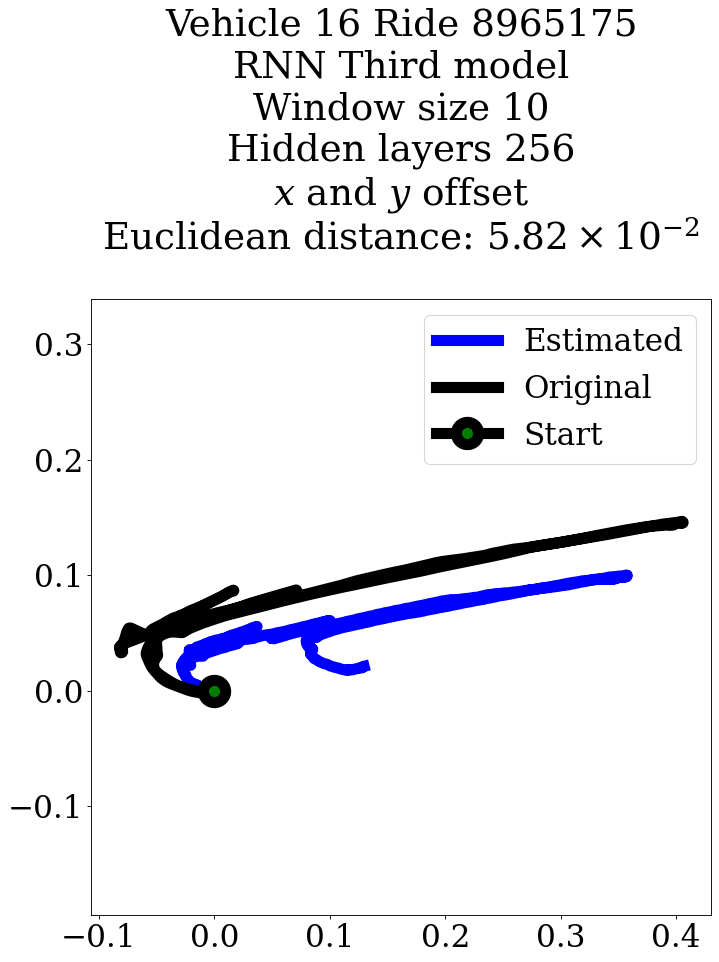 Vehicle 16 Ride 8965175
RNN Third model
Window size 10
Hidden layers 256
x and y offset
Euclidean distance: 5.82 × 10⁻²
Estimated
Original
Start
0.3
0.2
0.1
0.0
−0.1
−0.1 0.0 0.1 0.2 0.3 0.4